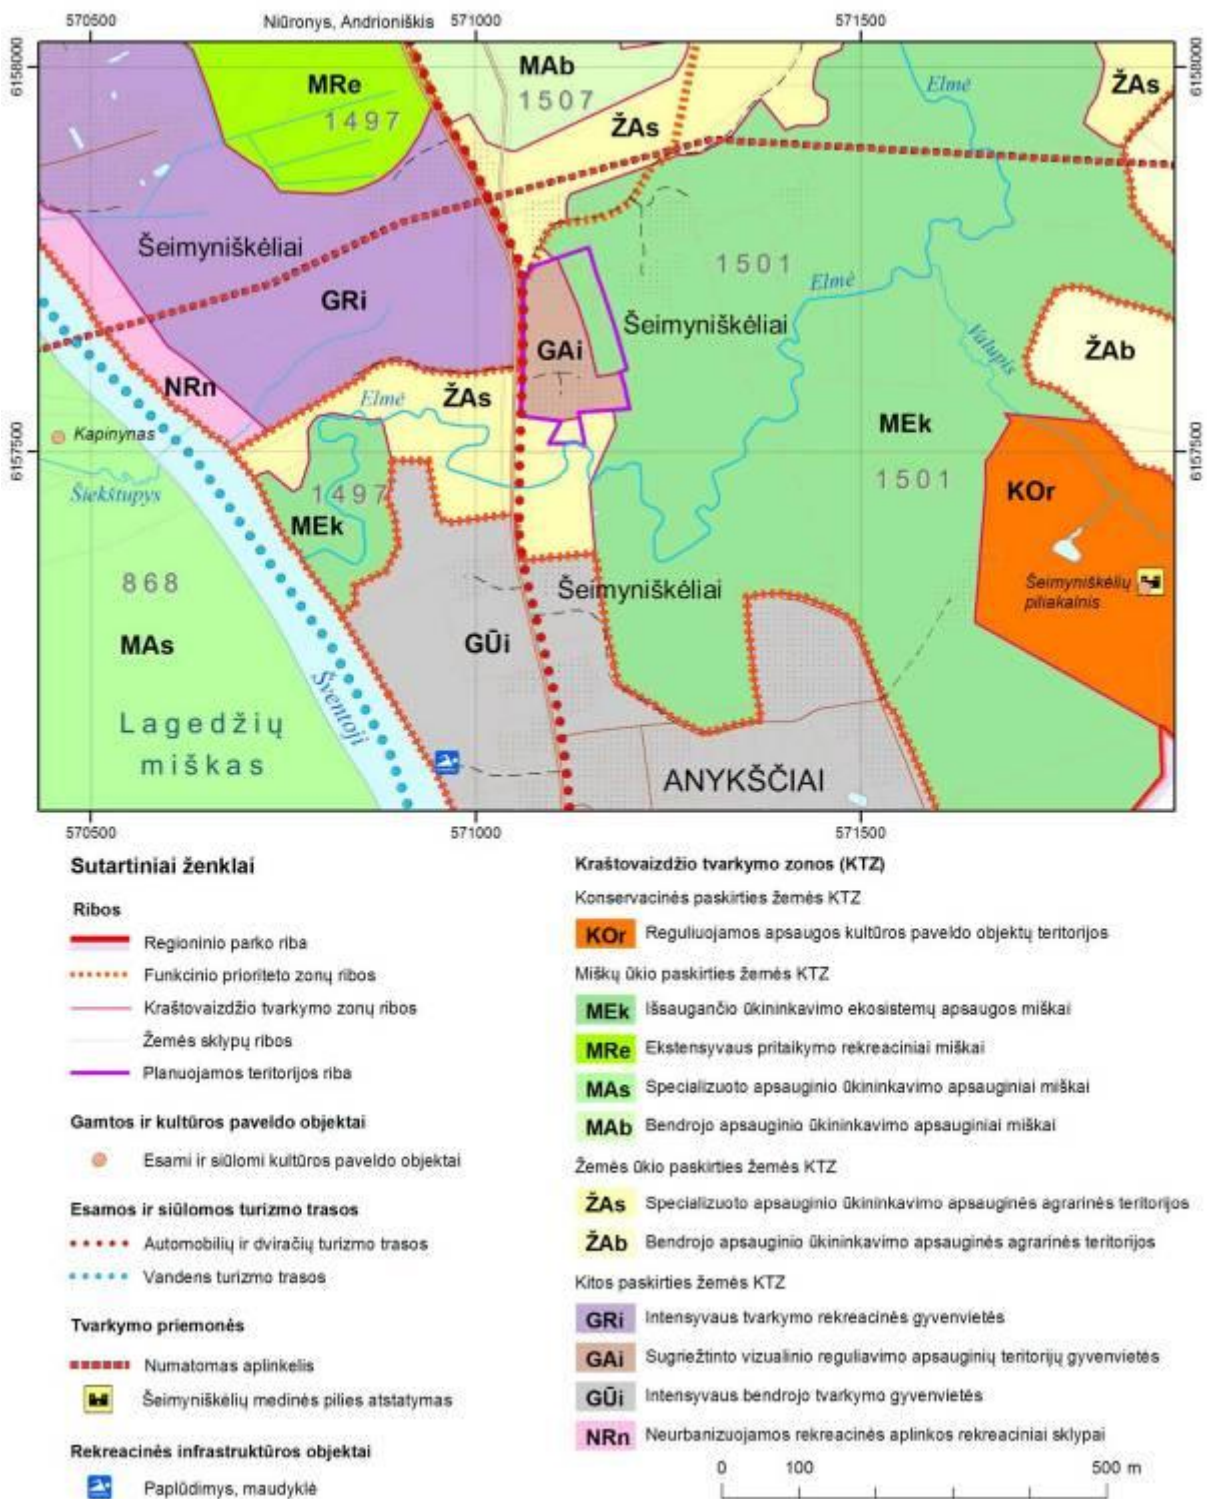 570500
Niūronys, Andrioniškis
571000
571500
6158000
6158000
MRe
1497
MAb
1507
ŽAs
Elmė
ŽAs
Šeimyniškėliai
1501
Elmė
GRi
Šeimyniškėliai
GAi
Valupis
ŽAb
NRn
ŽAs
Elmė
Kapinynas
MEk
6157500
6157500
Šiekštupys
1497
1501
KOr
MEk
868
Šeimyniškėliai
Šeimyniškėlių
piliakalnis
MAs
GŪi
Šventoji
Lagedžių
miškas
ANYKŠČIAI
570500
571000
571500
Sutartiniai ženklai
Ribos
Regioninio parko riba
Funkcinio prioriteto zonų ribos
Kraštovaizdžio tvarkymo zonų ribos
Žemės sklypų ribos
Planuojamos teritorijos riba
Gamtos ir kultūros paveldo objektai
Esami ir siūlomi kultūros paveldo objektai
Esamos ir siūlomos turizmo trasos
Automobilių ir dviračių turizmo trasos
Vandens turizmo trasos
Tvarkymo priemonės
Numatomas aplinkelis
Šeimyniškėlių medinės pilies atstatymas
Rekreacinės infrastruktūros objektai
Paplūdimys, maudyklė
Kraštovaizdžio tvarkymo zonos (KTZ)
Konservacinės paskirties žemės KTZ
KOr Reguliuojamos apsaugos kultūros paveldo objektų teritorijos
Miškų ūkio paskirties žemės KTZ
MEk Išsaugančio ūkininkavimo ekosistemų apsaugos miškai
MRe Ekstensyvaus pritaikymo rekreaciniai miškai
MAs Specializuoto apsauginio ūkininkavimo apsauginiai miškai
MAb Bendrojo apsauginio ūkininkavimo apsauginiai miškai
Žemės ūkio paskirties žemės KTZ
ŽAs Specializuoto apsauginio ūkininkavimo apsauginės agrarinės teritorijos
ŽAb Bendrojo apsauginio ūkininkavimo apsauginės agrarinės teritorijos
Kitos paskirties žemės KTZ
GRi Intensyvaus tvarkymo rekreacinės gyvenvietės
GAi Sugriežtinto vizualinio reguliavimo apsauginių teritorijų gyvenvietės
GŪi Intensyvaus bendrojo tvarkymo gyvenvietės
NRn Neurbanizuojamos rekreacinės aplinkos rekreaciniai sklypai
0 100 500 m